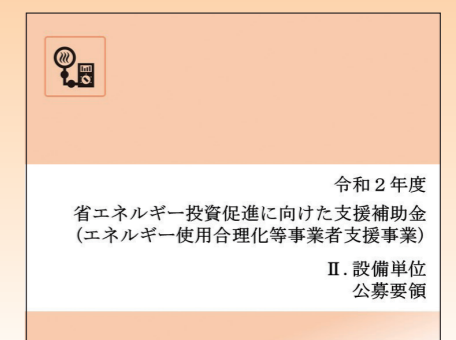 令和２年度
省エネルギー投資促進に向けた支援補助金
(エネルギー使用合理化等事業者支援事業)
Ⅱ.設備単位
公募要領